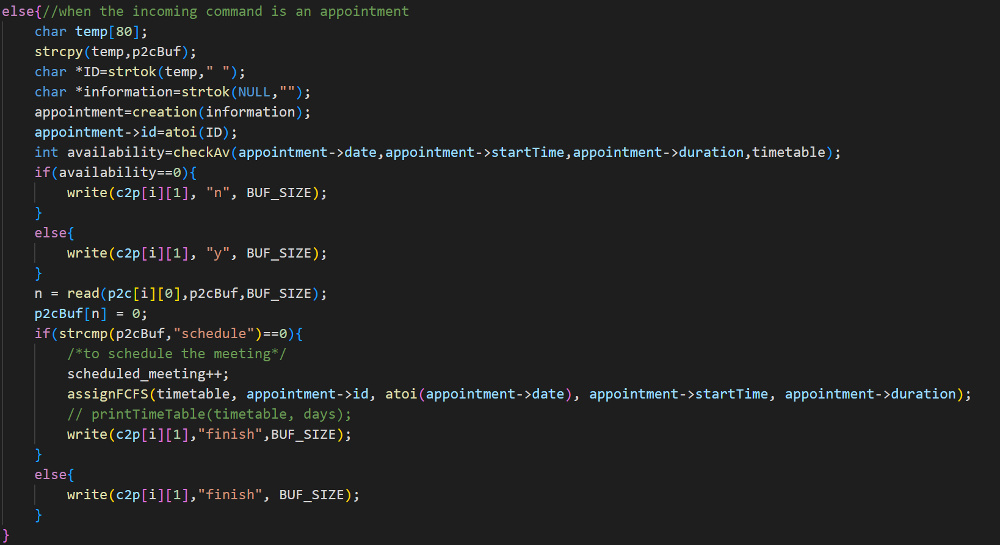 else{//when the incoming command is an appointment
    char temp[80];
    strcpy(temp,p2cBuf);
    char *ID=strtok(temp," ");
    char *information=strtok(NULL,"");
    appointment=creation(information);
    appointment->id=atoi(ID);
    int availability=checkAv(appointment->date,appointment->startTime,appointment->duration,timetable);
    if(availability==0){
        write(c2p[i][1], "n", BUF_SIZE);
    }
    else{
        write(c2p[i][1], "y", BUF_SIZE);
    }
    n = read(p2c[i][0],p2cBuf,BUF_SIZE);
    p2cBuf[n] = 0;
    if(strcmp(p2cBuf,"schedule")==0){
        /*to schedule the meeting*/
        scheduled_meeting++;
        assignFCFS(timetable, appointment->id, atoi(appointment->date), appointment->startTime, appointment->duration);
        // printTimeTable(timetable, days);
        write(c2p[i][1],"finish",BUF_SIZE);
    }
    else{
        write(c2p[i][1],"finish", BUF_SIZE);
    }
}